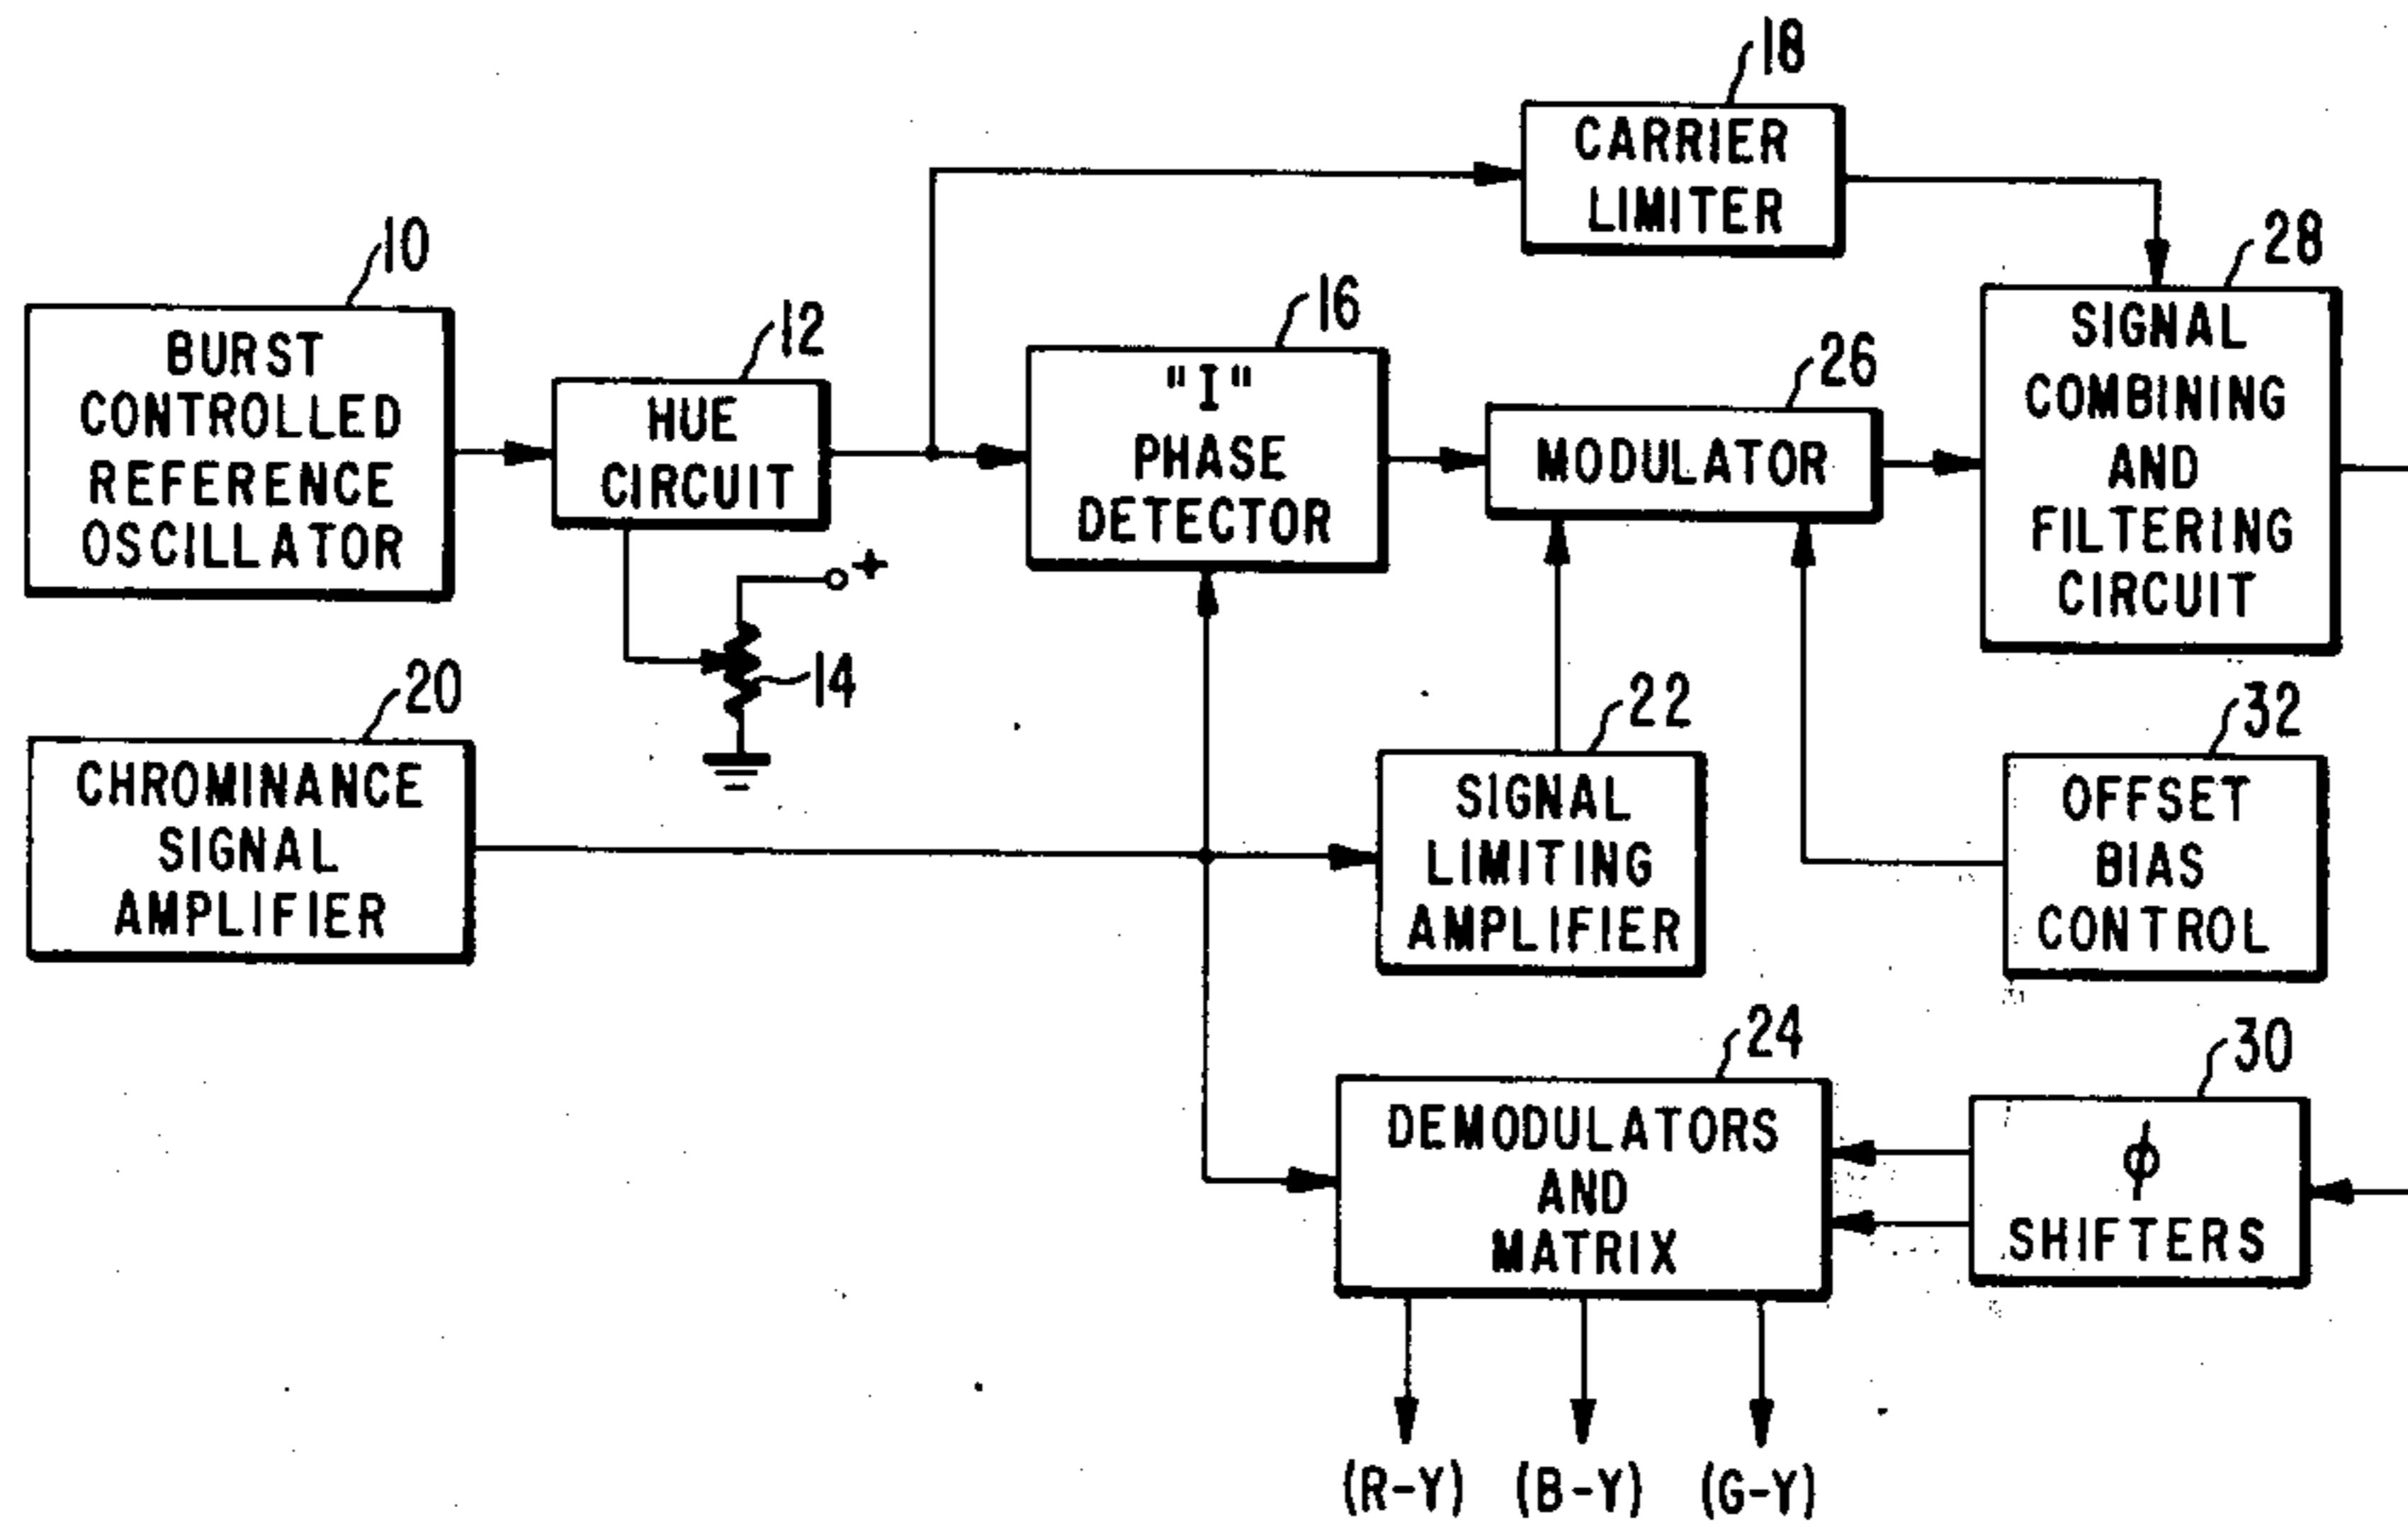 18
CARRIER
LIMITER
10
BURST
CONTROLLED
REFERENCE
OSCILLATOR
12
HUE
CIRCUIT
+
14
16
"I"
PHASE
DETECTOR
26
MODULATOR
28
SIGNAL
COMBINING
AND
FILTERING
CIRCUIT
20
CHROMINANCE
SIGNAL
AMPLIFIER
22
SIGNAL
LIMITING
AMPLIFIER
32
OFFSET
BIAS
CONTROL
24
DEMODULATORS
AND
MATRIX
30
ϕ
SHIFTERS
(R-Y) (B-Y) (G-Y)